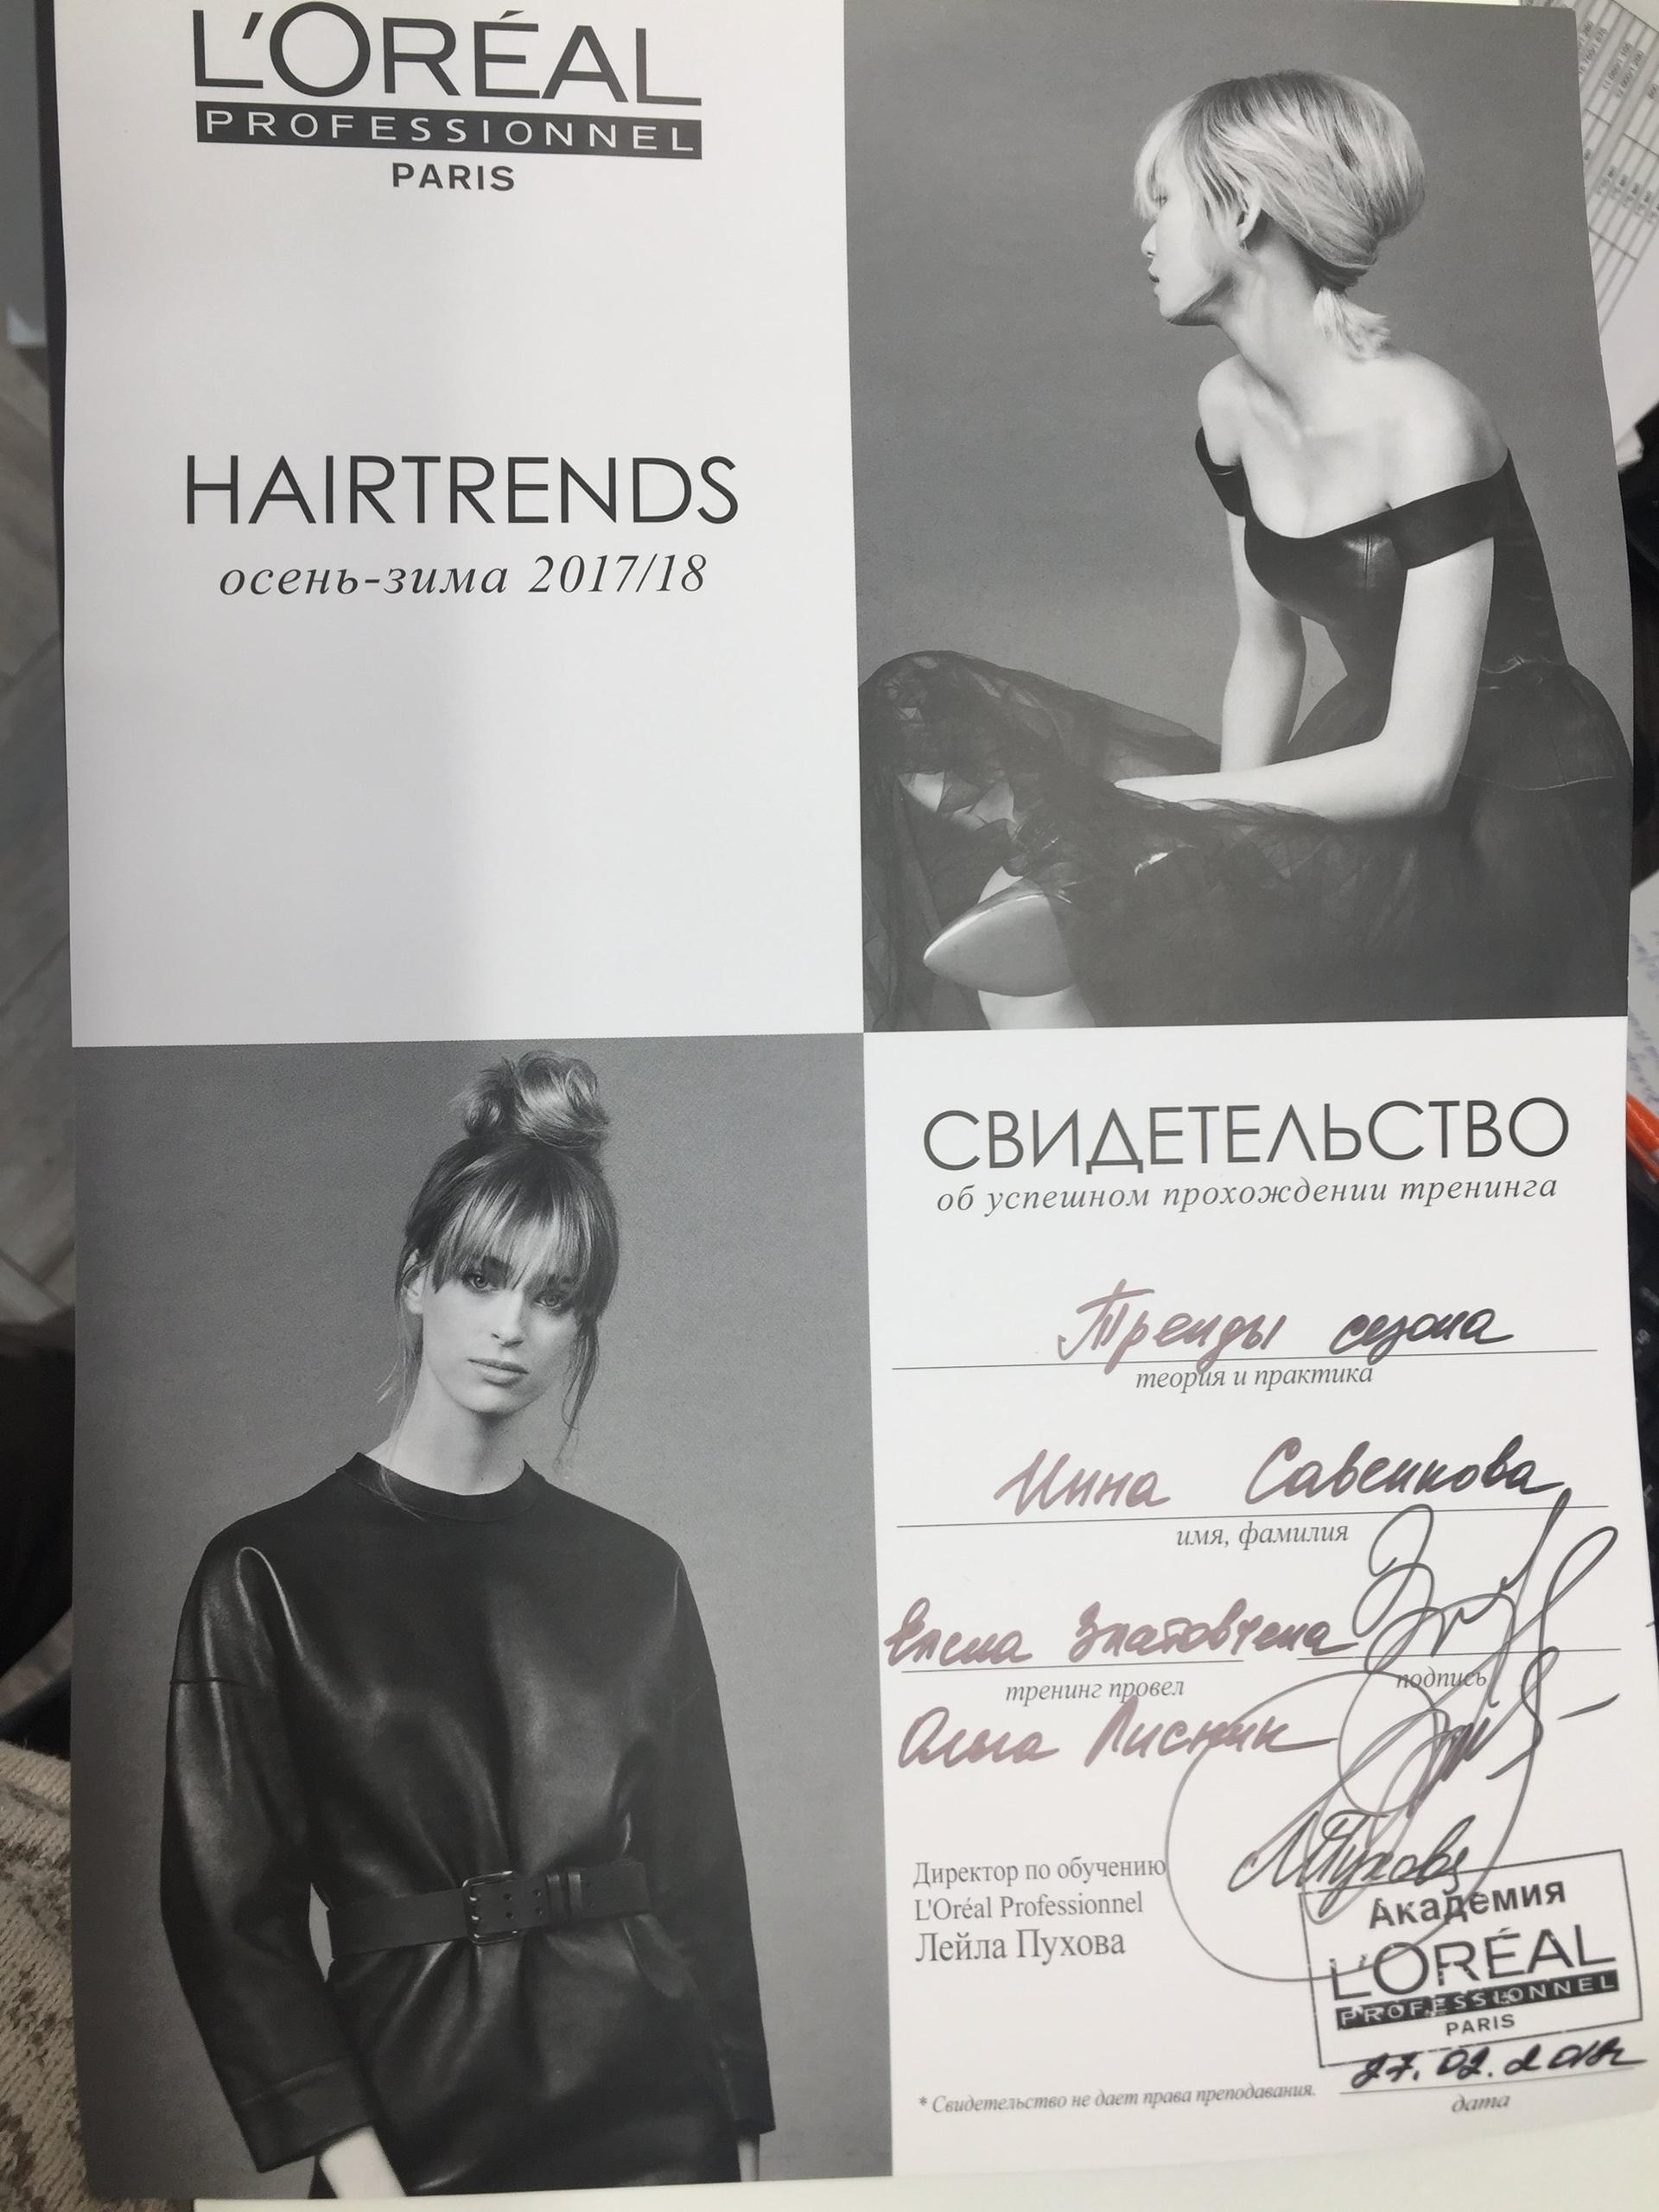 L'ORÉAL
PROFESSIONNEL
PARIS
HAIRTRENDS
осень-зима 2017/18
СВИДЕТЕЛЬСТВО
об успешном прохождении тренинга
Тренды сезона
теория и практика
Инна Савенкова
имя, фамилия
Елена Златовчена
тренинг провел
подпись
Ольга
Директор по обучению
L'Oréal Professionnel
Лейла Пухова
Академия
L'ORÉAL
PROFESSIONNEL
PARIS
27.02.2018
* Свидетельство не дает права преподавания.
дата